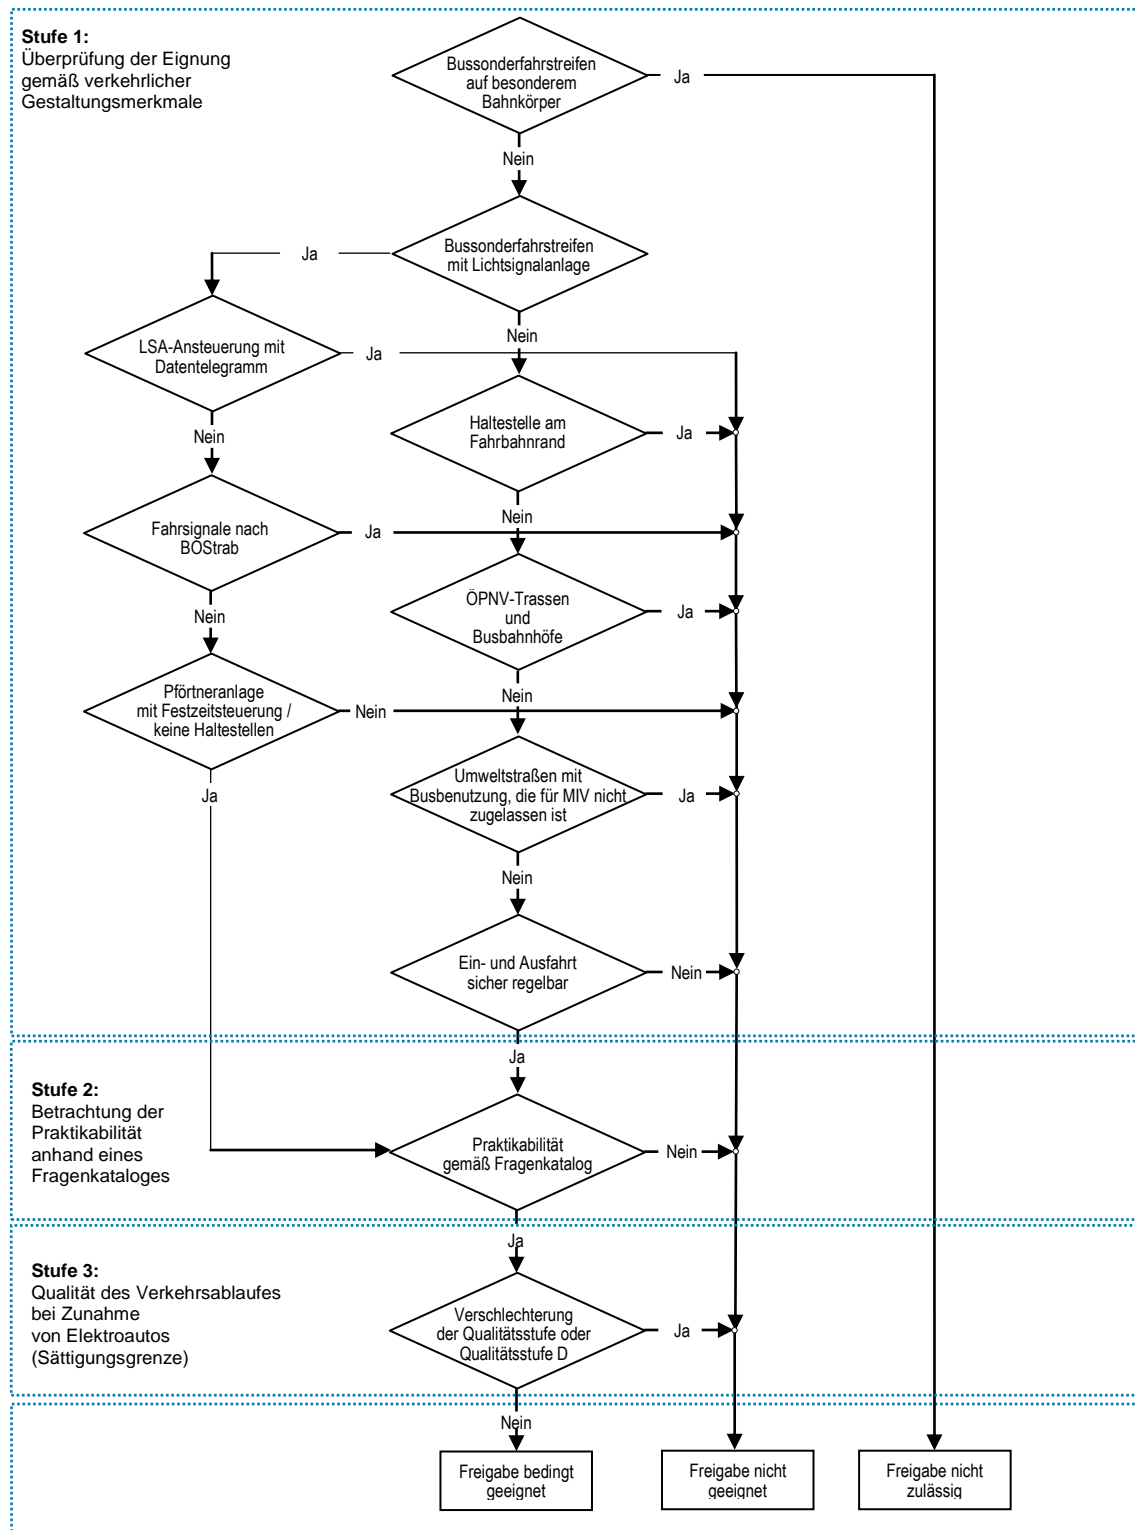 Stufe 1:
Überprüfung der Eignung
gemäß verkehrlicher
Gestaltungsmerkmale
Bussonderfahrstreifen
auf besonderem
Bahnkörper
Ja
Nein
Bussonderfahrstreifen
mit Lichtsignalanlage
Ja
Nein
LSA-Ansteuerung mit
Datentelegramm
Ja
Nein
Haltestelle am
Fahrbahnrand
Ja
Nein
Fahrsignale nach
BOStrab
Ja
Nein
ÖPNV-Trassen
und
Busbahnhöfe
Ja
Nein
Pförtneranlage
mit Festzeitsteuerung /
keine Haltestellen
Nein
Ja
Umweltstraßen mit
Busbenutzung, die für MIV nicht
zugelassen ist
Ja
Nein
Ein- und Ausfahrt
sicher regelbar
Nein
Ja
Stufe 2:
Betrachtung der
Praktikabilität
anhand eines
Fragenkataloges
Praktikabilität
gemäß Fragenkatalog
Nein
Ja
Stufe 3:
Qualität des Verkehrsablaufes
bei Zunahme
von Elektroautos
(Sättigungsgrenze)
Verschlechterung
der Qualitätsstufe oder
Qualitätsstufe D
Ja
Nein
Freigabe bedingt
geeignet
Freigabe nicht
geeignet
Freigabe nicht
zulässig